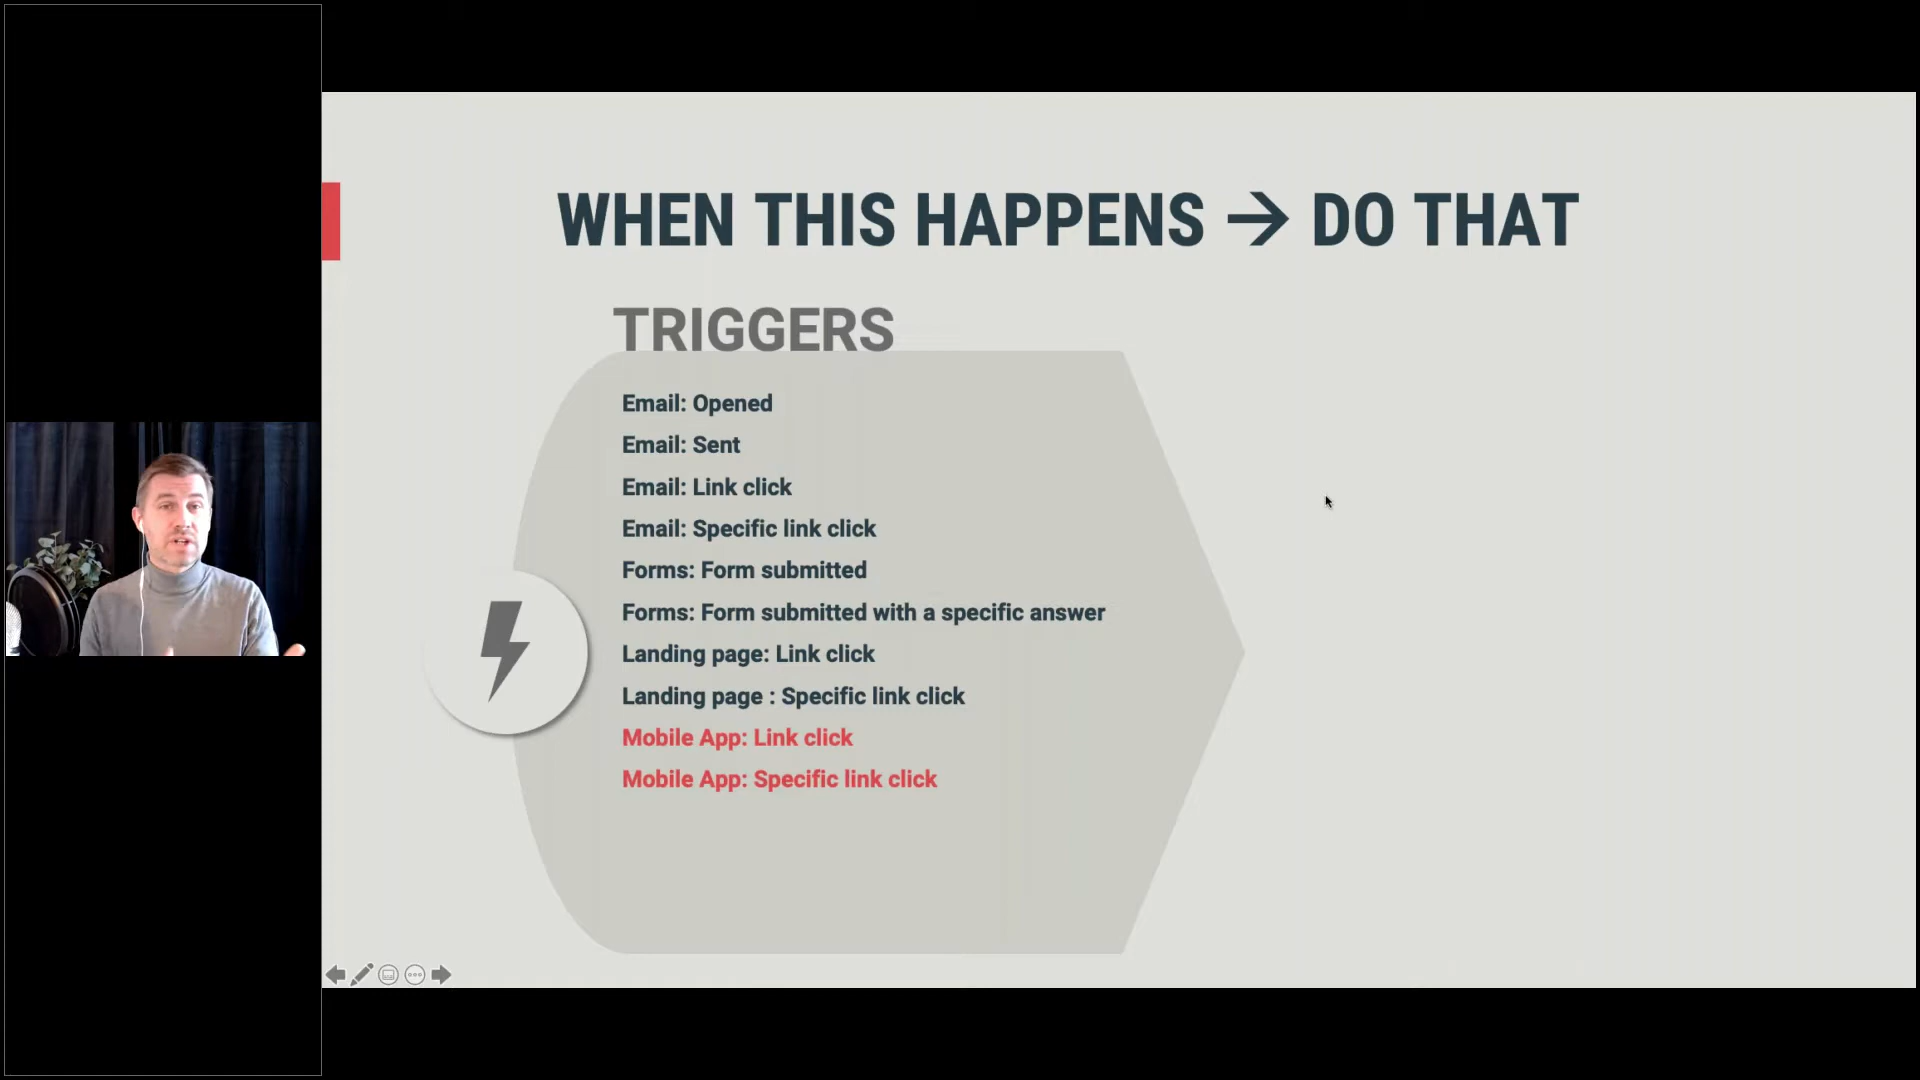 WHEN THIS HAPPENS → DO THAT
TRIGGERS
Email: Opened
Email: Sent
Email: Link click
Email: Specific link click
Forms: Form submitted
Forms: Form submitted with a specific answer
Landing page: Link click
Landing page : Specific link click
Mobile App: Link click
Mobile App: Specific link click